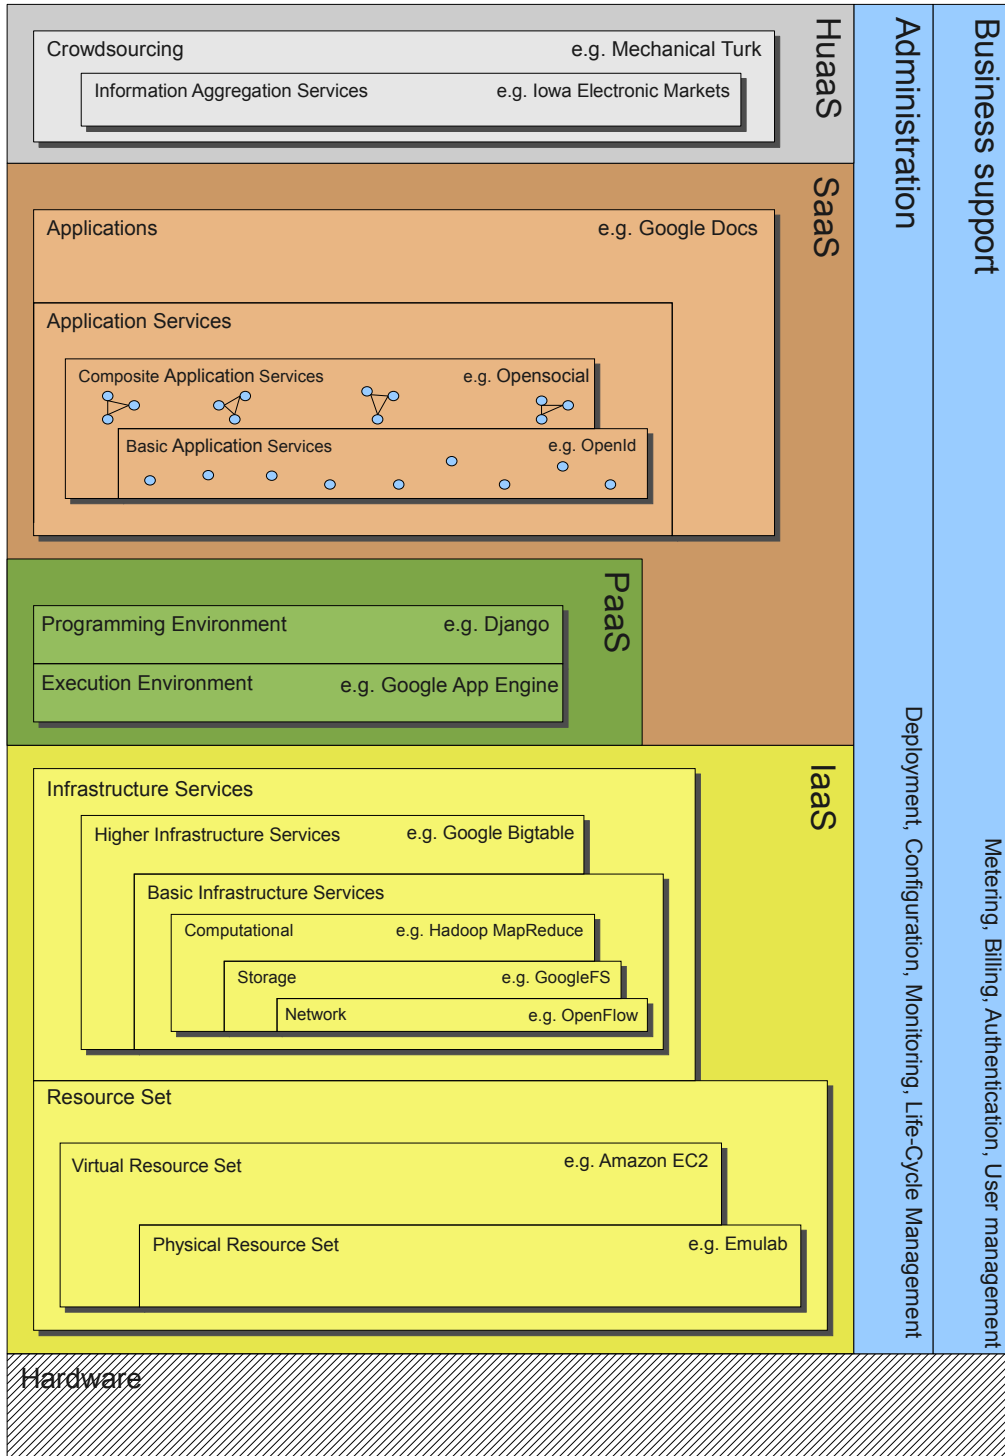 Crowdsourcing e.g. Mechanical Turk
Information Aggregation Services e.g. Iowa Electronic Markets
HuaaS
Applications e.g. Google Docs
Application Services
Composite Application Services e.g. Opensocial
Basic Application Services e.g. OpenId
SaaS
Programming Environment e.g. Django
Execution Environment e.g. Google App Engine
PaaS
Infrastructure Services
Higher Infrastructure Services e.g. Google Bigtable
Basic Infrastructure Services
Computational e.g. Hadoop MapReduce
Storage e.g. GoogleFS
Network e.g. OpenFlow
Resource Set
Virtual Resource Set e.g. Amazon EC2
Physical Resource Set e.g. Emulab
IaaS
Hardware
Administration
Deployment, Configuration, Monitoring, Life-Cycle Management
Business support
Metering, Billing, Authentication, User management